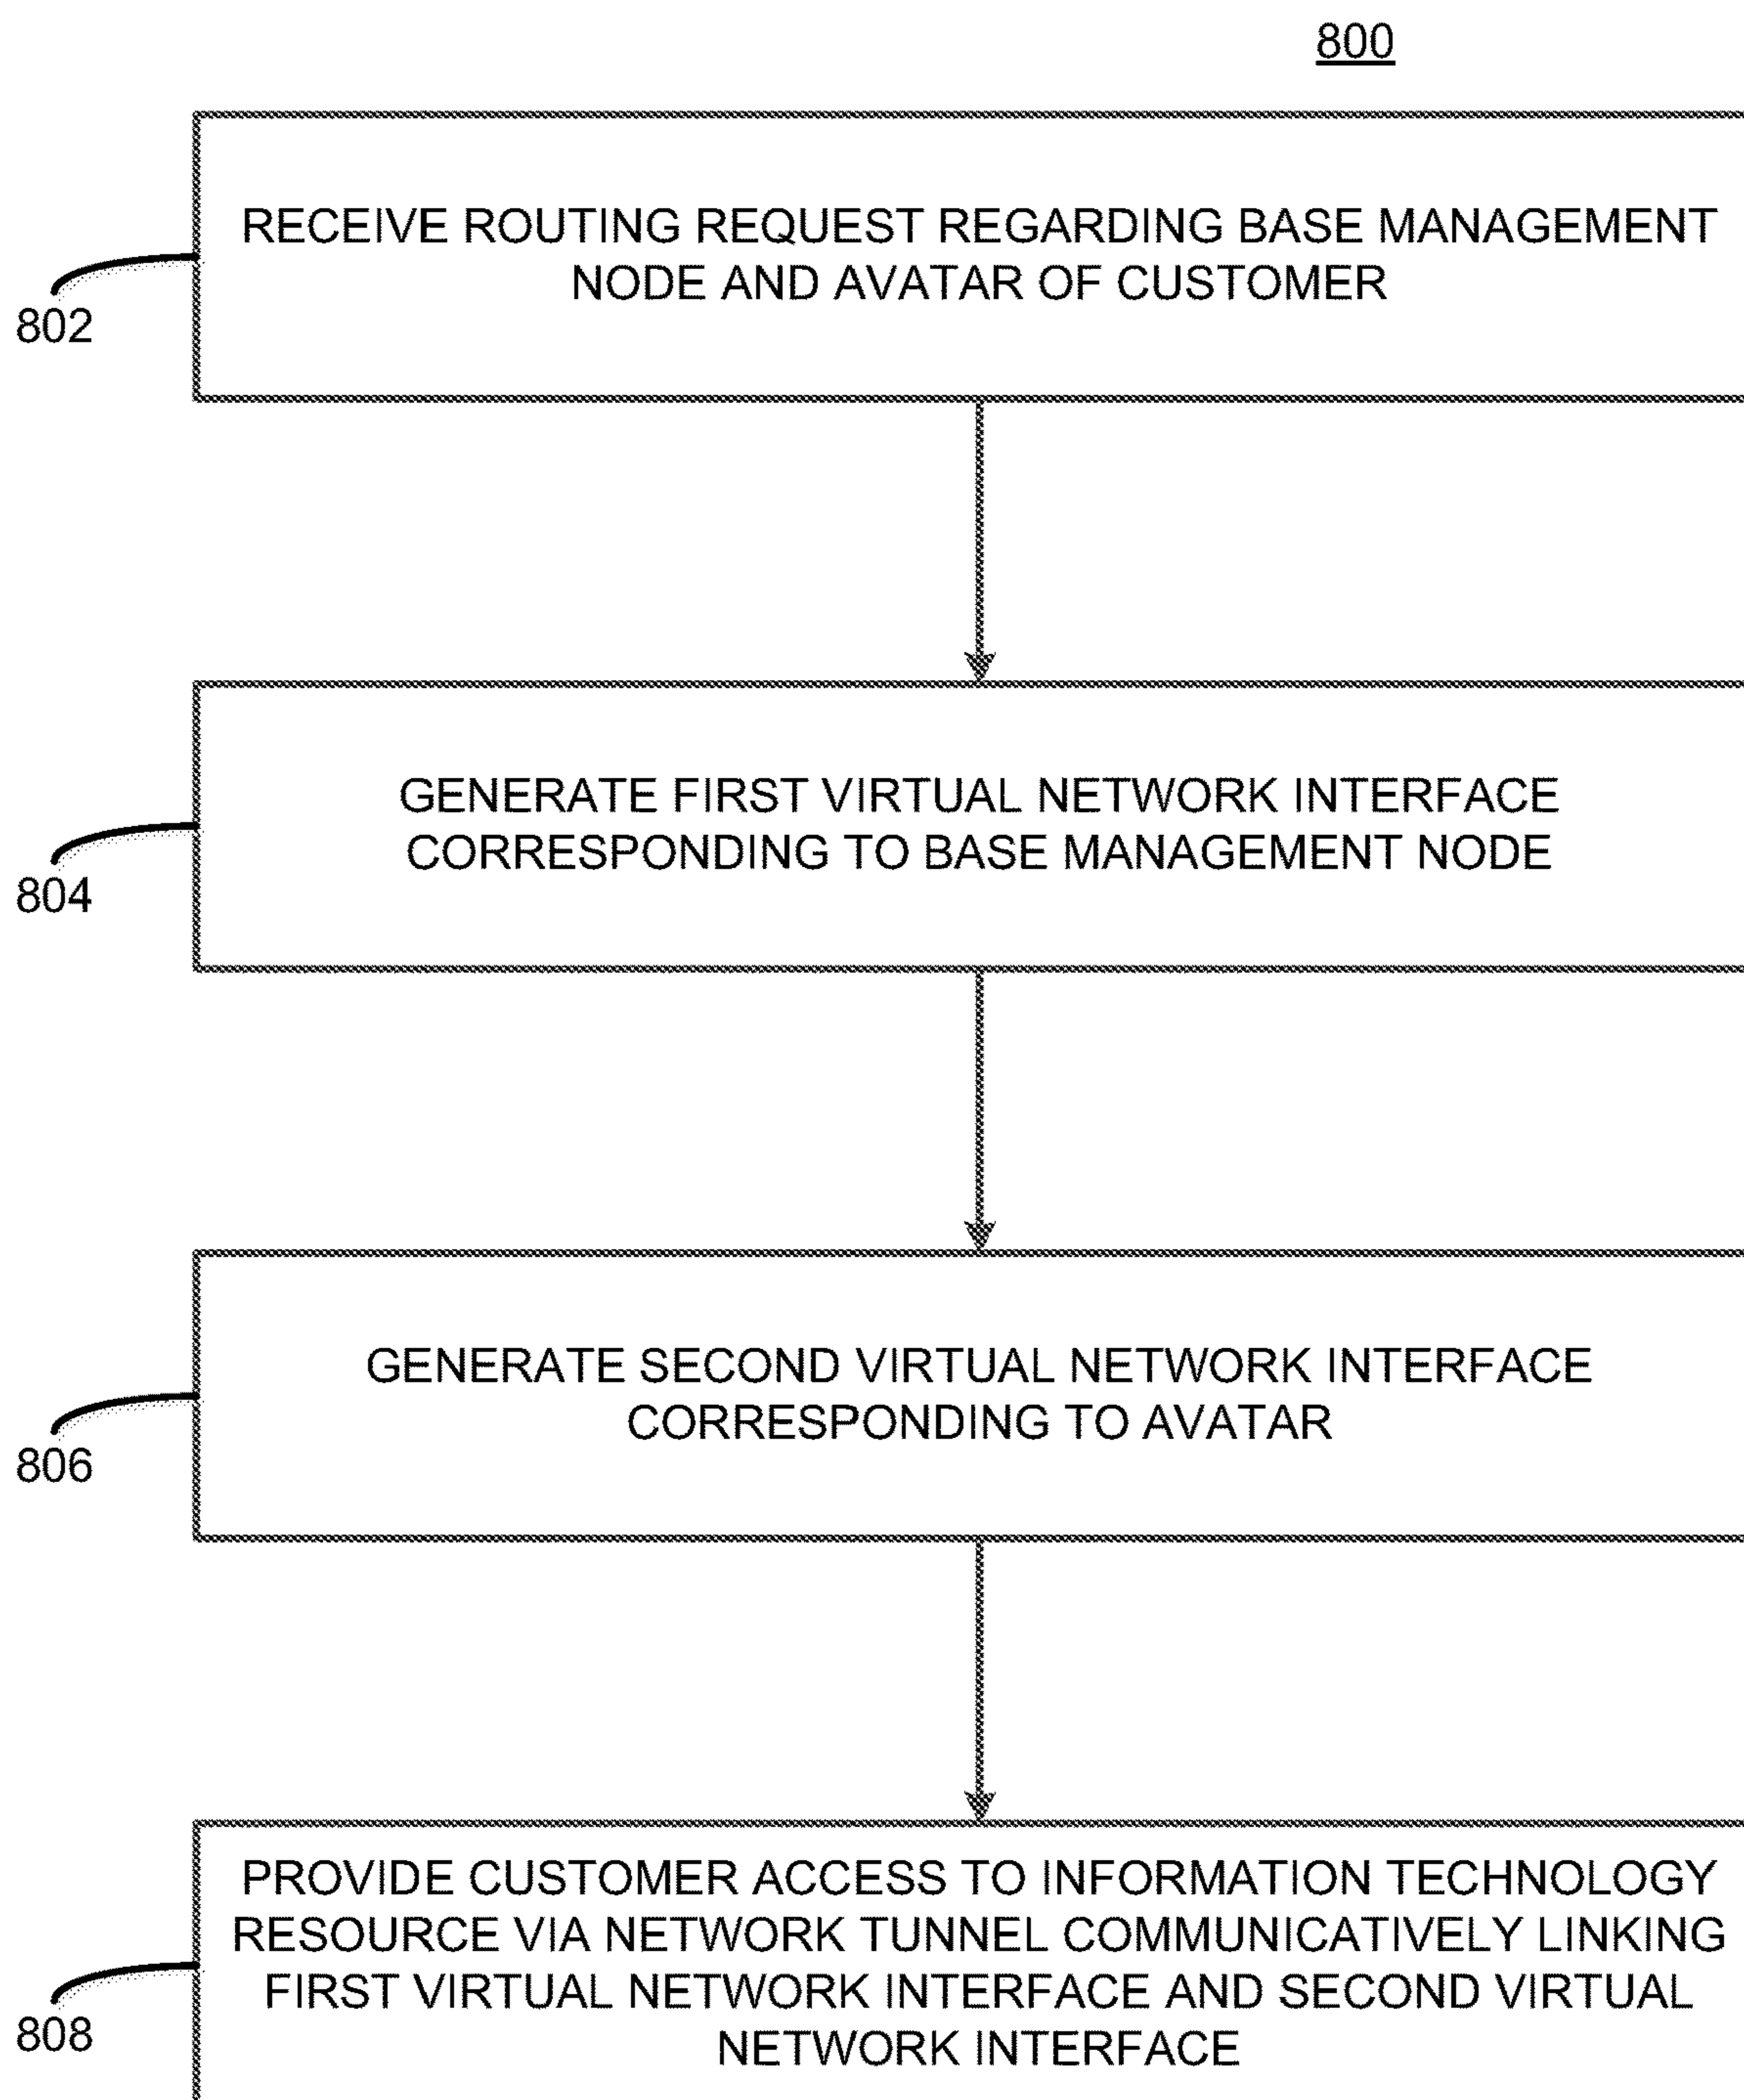 800
RECEIVE ROUTING REQUEST REGARDING BASE MANAGEMENT
NODE AND AVATAR OF CUSTOMER
802
GENERATE FIRST VIRTUAL NETWORK INTERFACE
CORRESPONDING TO BASE MANAGEMENT NODE
804
GENERATE SECOND VIRTUAL NETWORK INTERFACE
CORRESPONDING TO AVATAR
806
PROVIDE CUSTOMER ACCESS TO INFORMATION TECHNOLOGY
RESOURCE VIA NETWORK TUNNEL COMMUNICATIVELY LINKING
FIRST VIRTUAL NETWORK INTERFACE AND SECOND VIRTUAL
NETWORK INTERFACE
808